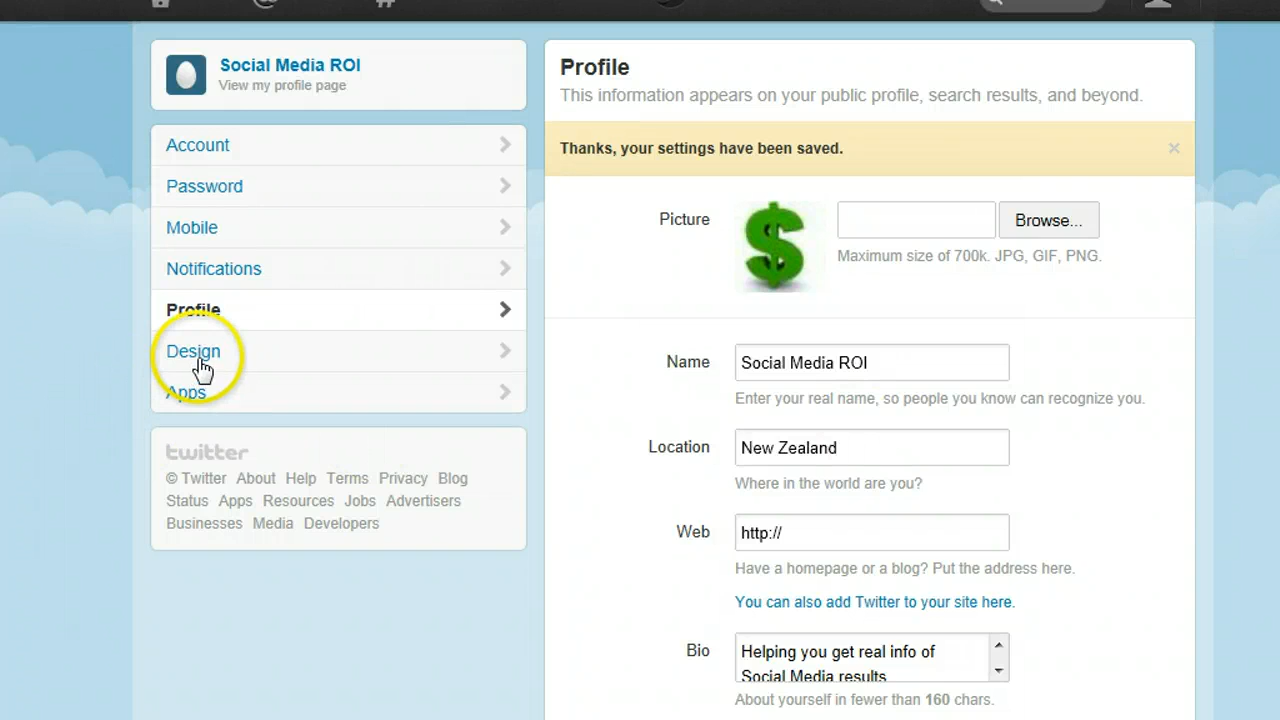 @ #
Social Media ROI
View my profile page
Account
Password
Mobile
Notifications
Profile
Design
Apps
twitter
© Twitter About Help Terms Privacy Blog
Status Apps Resources Jobs Advertisers
Businesses Media Developers
Profile
This information appears on your public profile, search results, and beyond.
Thanks, your settings have been saved. ×
Picture
$
Browse...
Maximum size of 700k. JPG, GIF, PNG.
Name
Social Media ROI
Enter your real name, so people you know can recognize you.
Location
New Zealand
Where in the world are you?
Web
http://
Have a homepage or a blog? Put the address here.
You can also add Twitter to your site here.
Bio
Helping you get real info of
Social Media results
About yourself in fewer than 160 chars.